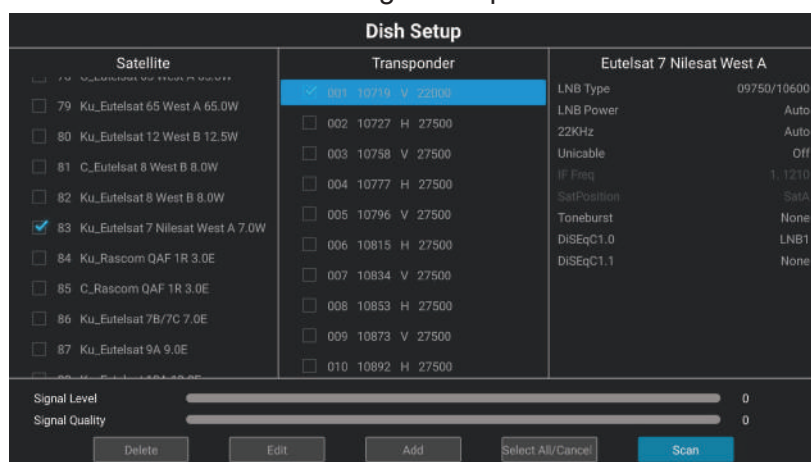 Dish Setup
Satellite
79 Ku_Eutelsat 65 West A 65.0W
80 Ku_Eutelsat 12 West B 12.5W
81 C_Eutelsat 8 West B 8.0W
82 Ku_Eutelsat 8 West B 8.0W
83 Ku_Eutelsat 7 Nilesat West A 7.0W
84 Ku_Rascom QAF 1R 3.0E
85 C_Rascom QAF 1R 3.0E
86 Ku_Eutelsat 7B/7C 7.0E
87 Ku_Eutelsat 9A 9.0E
Transponder
001 10719 V 22000
002 10727 H 27500
003 10758 V 27500
004 10777 H 27500
005 10796 V 27500
006 10815 H 27500
007 10834 V 27500
008 10853 H 27500
009 10873 V 27500
010 10892 H 27500
Eutelsat 7 Nilesat West A
LNB Type 09750/10600
LNB Power Auto
22KHz Auto
Unicable Off
IF Freq 1. 1210
SatPosition SatA
Toneburst None
DiSEqC1.0 LNB1
DiSEqC1.1 None
Signal Level 0
Signal Quality 0
Delete Edit Add Select All/Cancel Scan